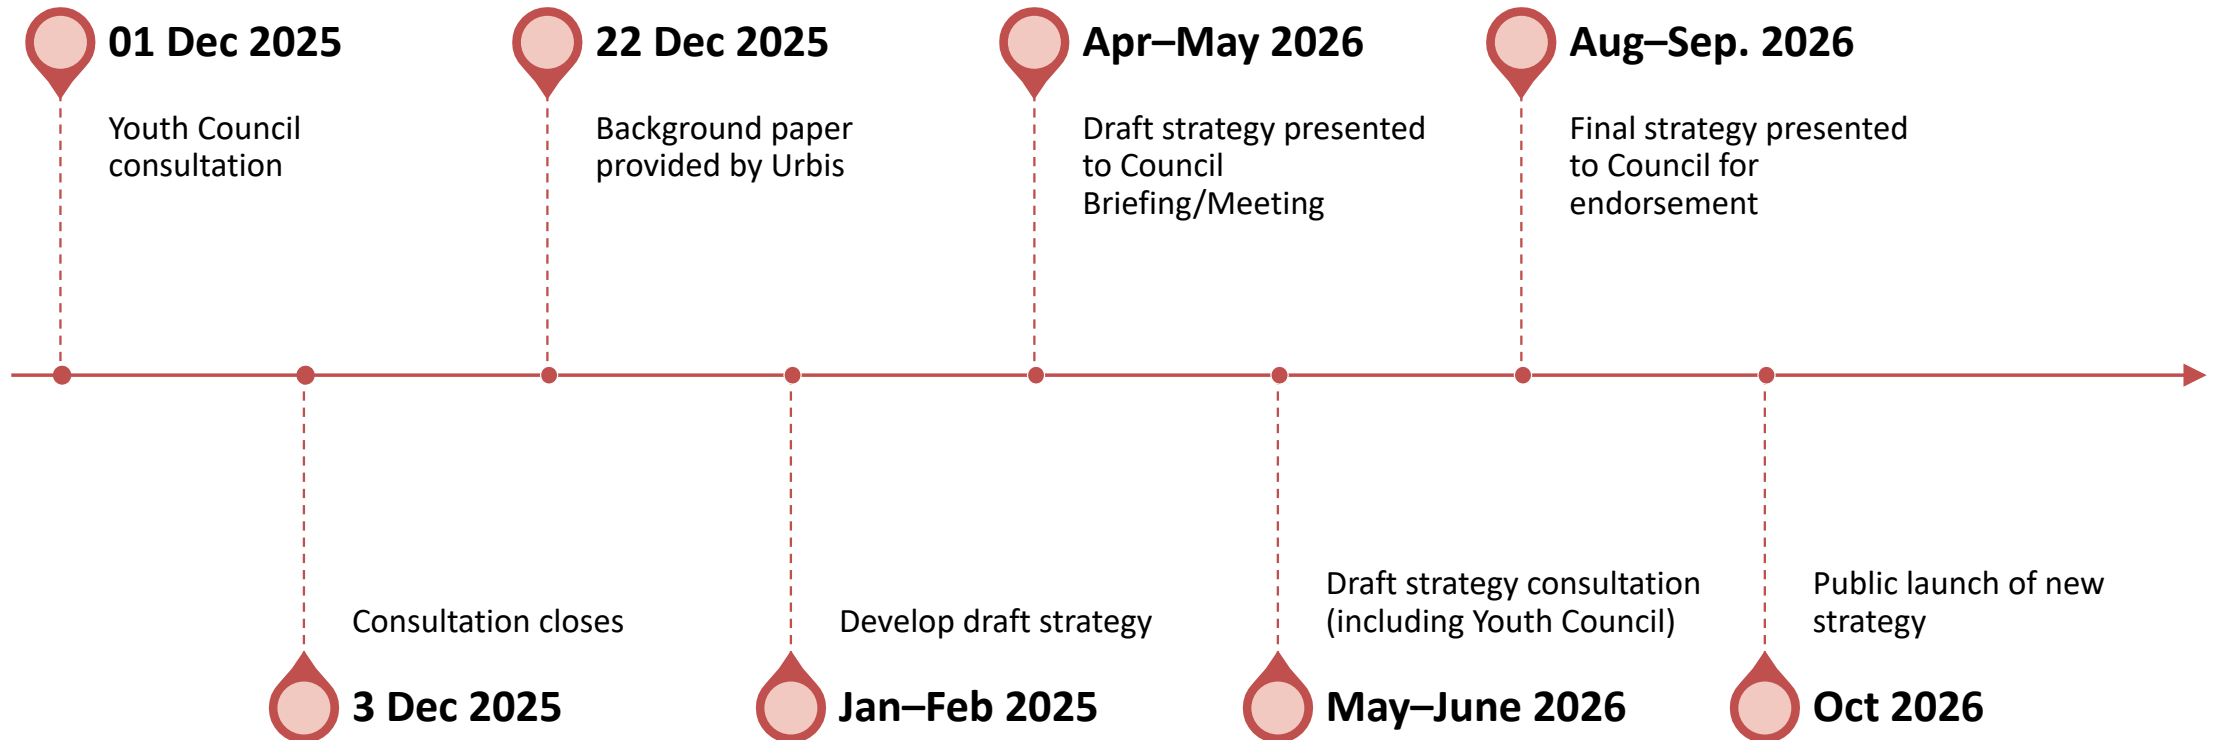 01 Dec 2025
Youth Council
consultation
3 Dec 2025
Consultation closes
22 Dec 2025
Background paper
provided by Urbis
Jan–Feb 2025
Develop draft strategy
Apr–May 2026
Draft strategy presented
to Council
Briefing/Meeting
May–June 2026
Draft strategy consultation
(including Youth Council)
Aug–Sep. 2026
Final strategy presented
to Council for
endorsement
Oct 2026
Public launch of new
strategy